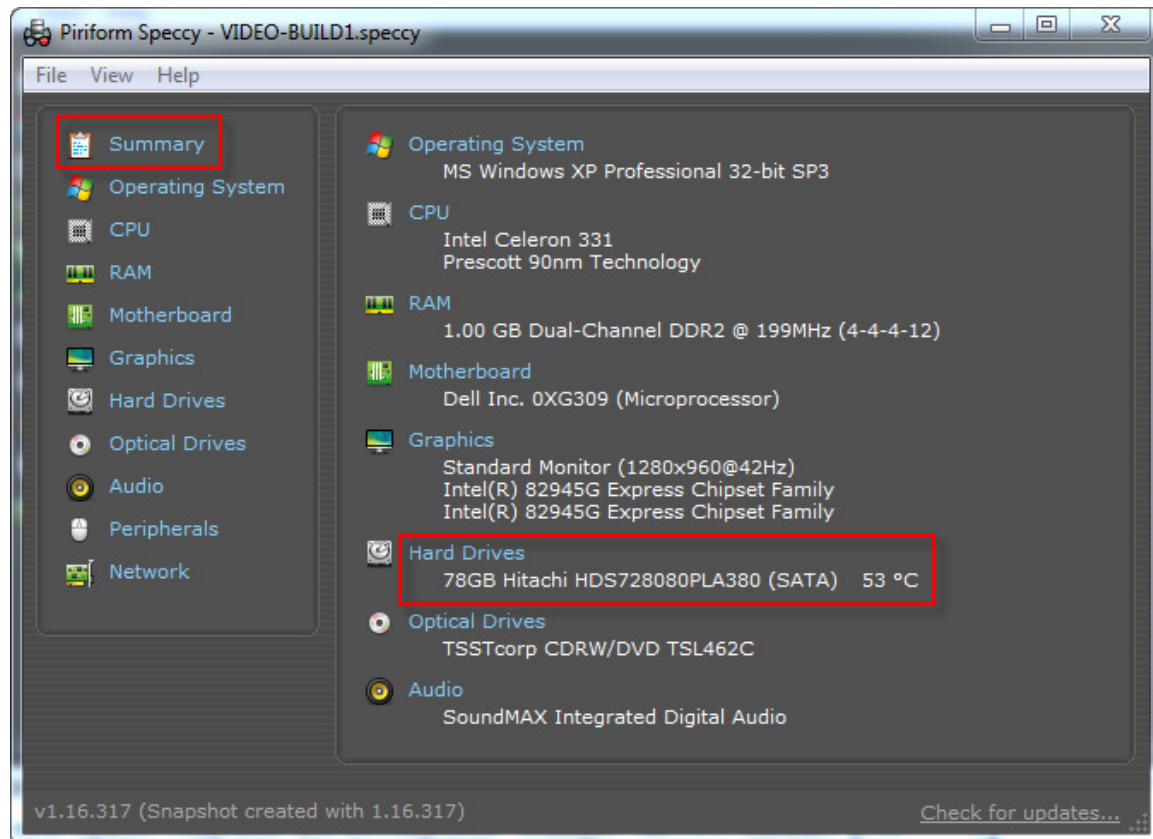 Piriform Speccy - VIDEO-BUILD1.speccy
File View Help
Summary
Operating System
CPU
RAM
Motherboard
Graphics
Hard Drives
Optical Drives
Audio
Peripherals
Network
Operating System
MS Windows XP Professional 32-bit SP3
CPU
Intel Celeron 331
Prescott 90nm Technology
RAM
1.00 GB Dual-Channel DDR2 @ 199MHz (4-4-4-12)
Motherboard
Dell Inc. 0XG309 (Microprocessor)
Graphics
Standard Monitor (1280x960@42Hz)
Intel(R) 82945G Express Chipset Family
Intel(R) 82945G Express Chipset Family
Hard Drives
78GB Hitachi HDS728080PLA380 (SATA) 53 °C
Optical Drives
TSSTcorp CDRW/DVD TSL462C
Audio
SoundMAX Integrated Digital Audio
v1.16.317 (Snapshot created with 1.16.317)
Check for updates...